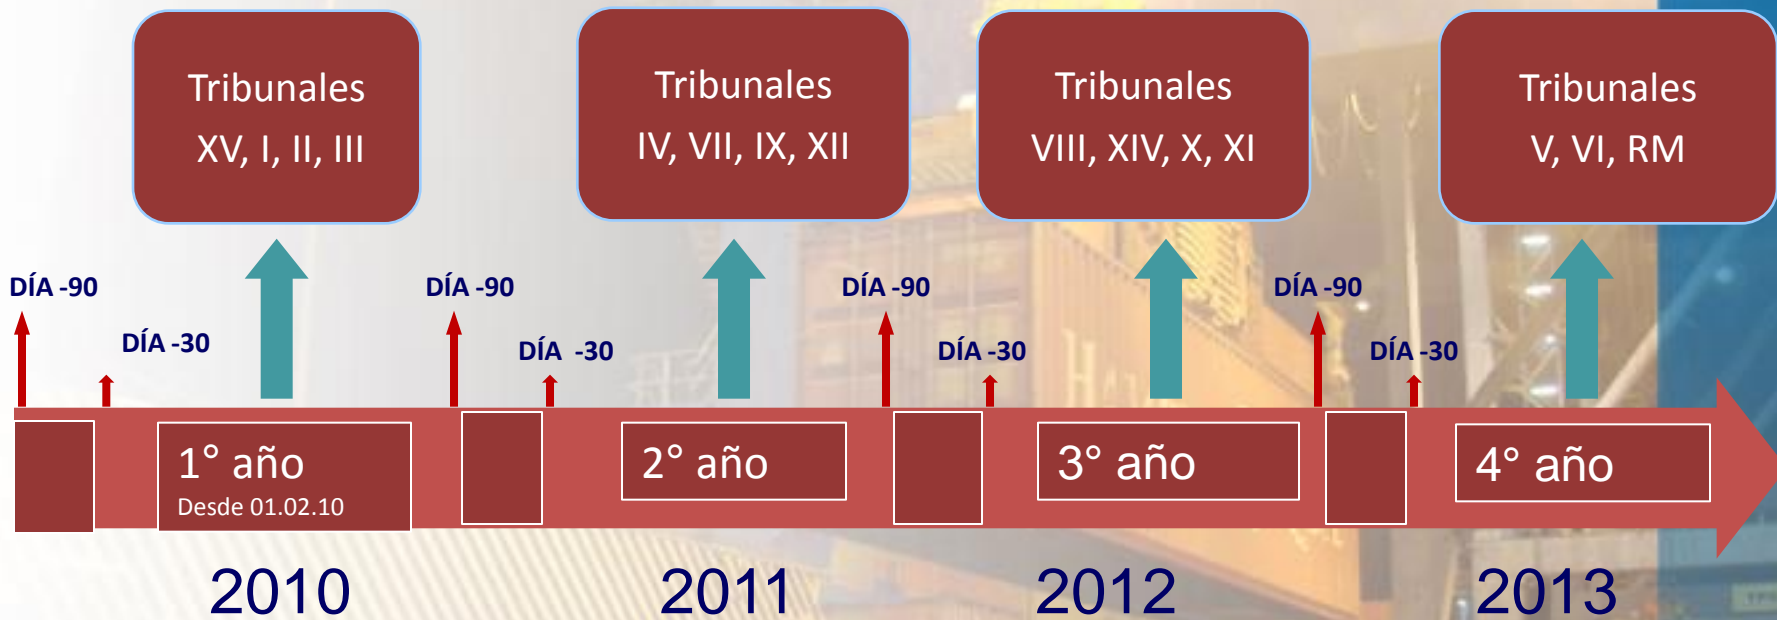 Tribunales
XV, I, II, III
Tribunales
IV, VII, IX, XII
Tribunales
VIII, XIV, X, XI
Tribunales
V, VI, RM
DÍA -90
DÍA -30
DÍA -90
DÍA -30
DÍA -90
DÍA -30
DÍA -90
DÍA -30
1° año
Desde 01.02.10
2° año
3° año
4° año
2010
2011
2012
2013